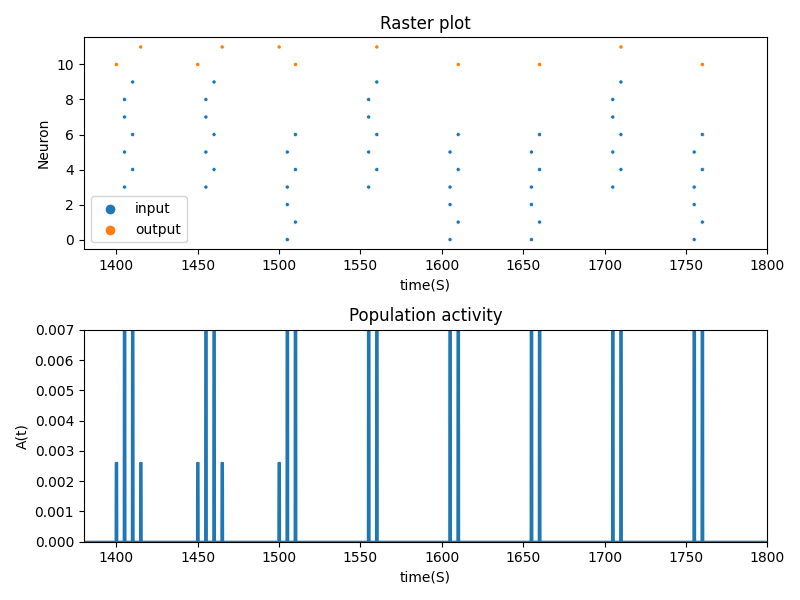 Raster plot
10
8
6
4
2
0
Neuron
input
output
1400 1450 1500 1550 1600 1650 1700 1750 1800
time(S)
Population activity
0.007
0.006
0.005
0.004
0.003
0.002
0.001
0.000
A(t)
1400 1450 1500 1550 1600 1650 1700 1750 1800
time(S)